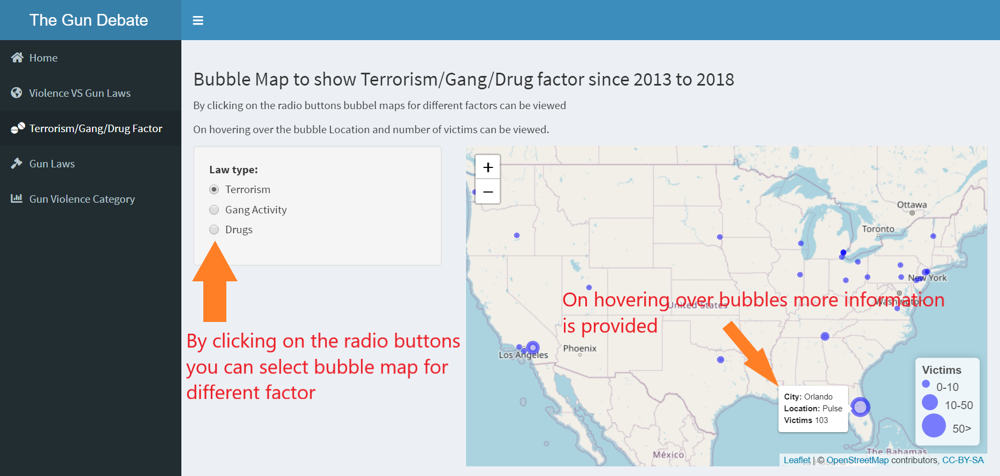 The Gun Debate
Home
Violence VS Gun Laws
Terrorism/Gang/Drug Factor
Gun Laws
Gun Violence Category
Bubble Map to show Terrorism/Gang/Drug factor since 2013 to 2018
By clicking on the radio buttons bubbel maps for different factors can be viewed
On hovering over the bubble Location and number of victims can be viewed.
Law type:
Terrorism
Gang Activity
Drugs
By clicking on the radio buttons
you can select bubble map for
different factor
+
−
Ottawa
Toronto
New York
On hovering over bubbles more information
United States
Washington
is provided
Los Angeles
Phoenix
City: Orlando
Location: Pulse
Victims 103
Victims
0-10
10-50
50>
México
The Bahamas
Leaflet | © OpenStreetMap contributors, CC-BY-SA